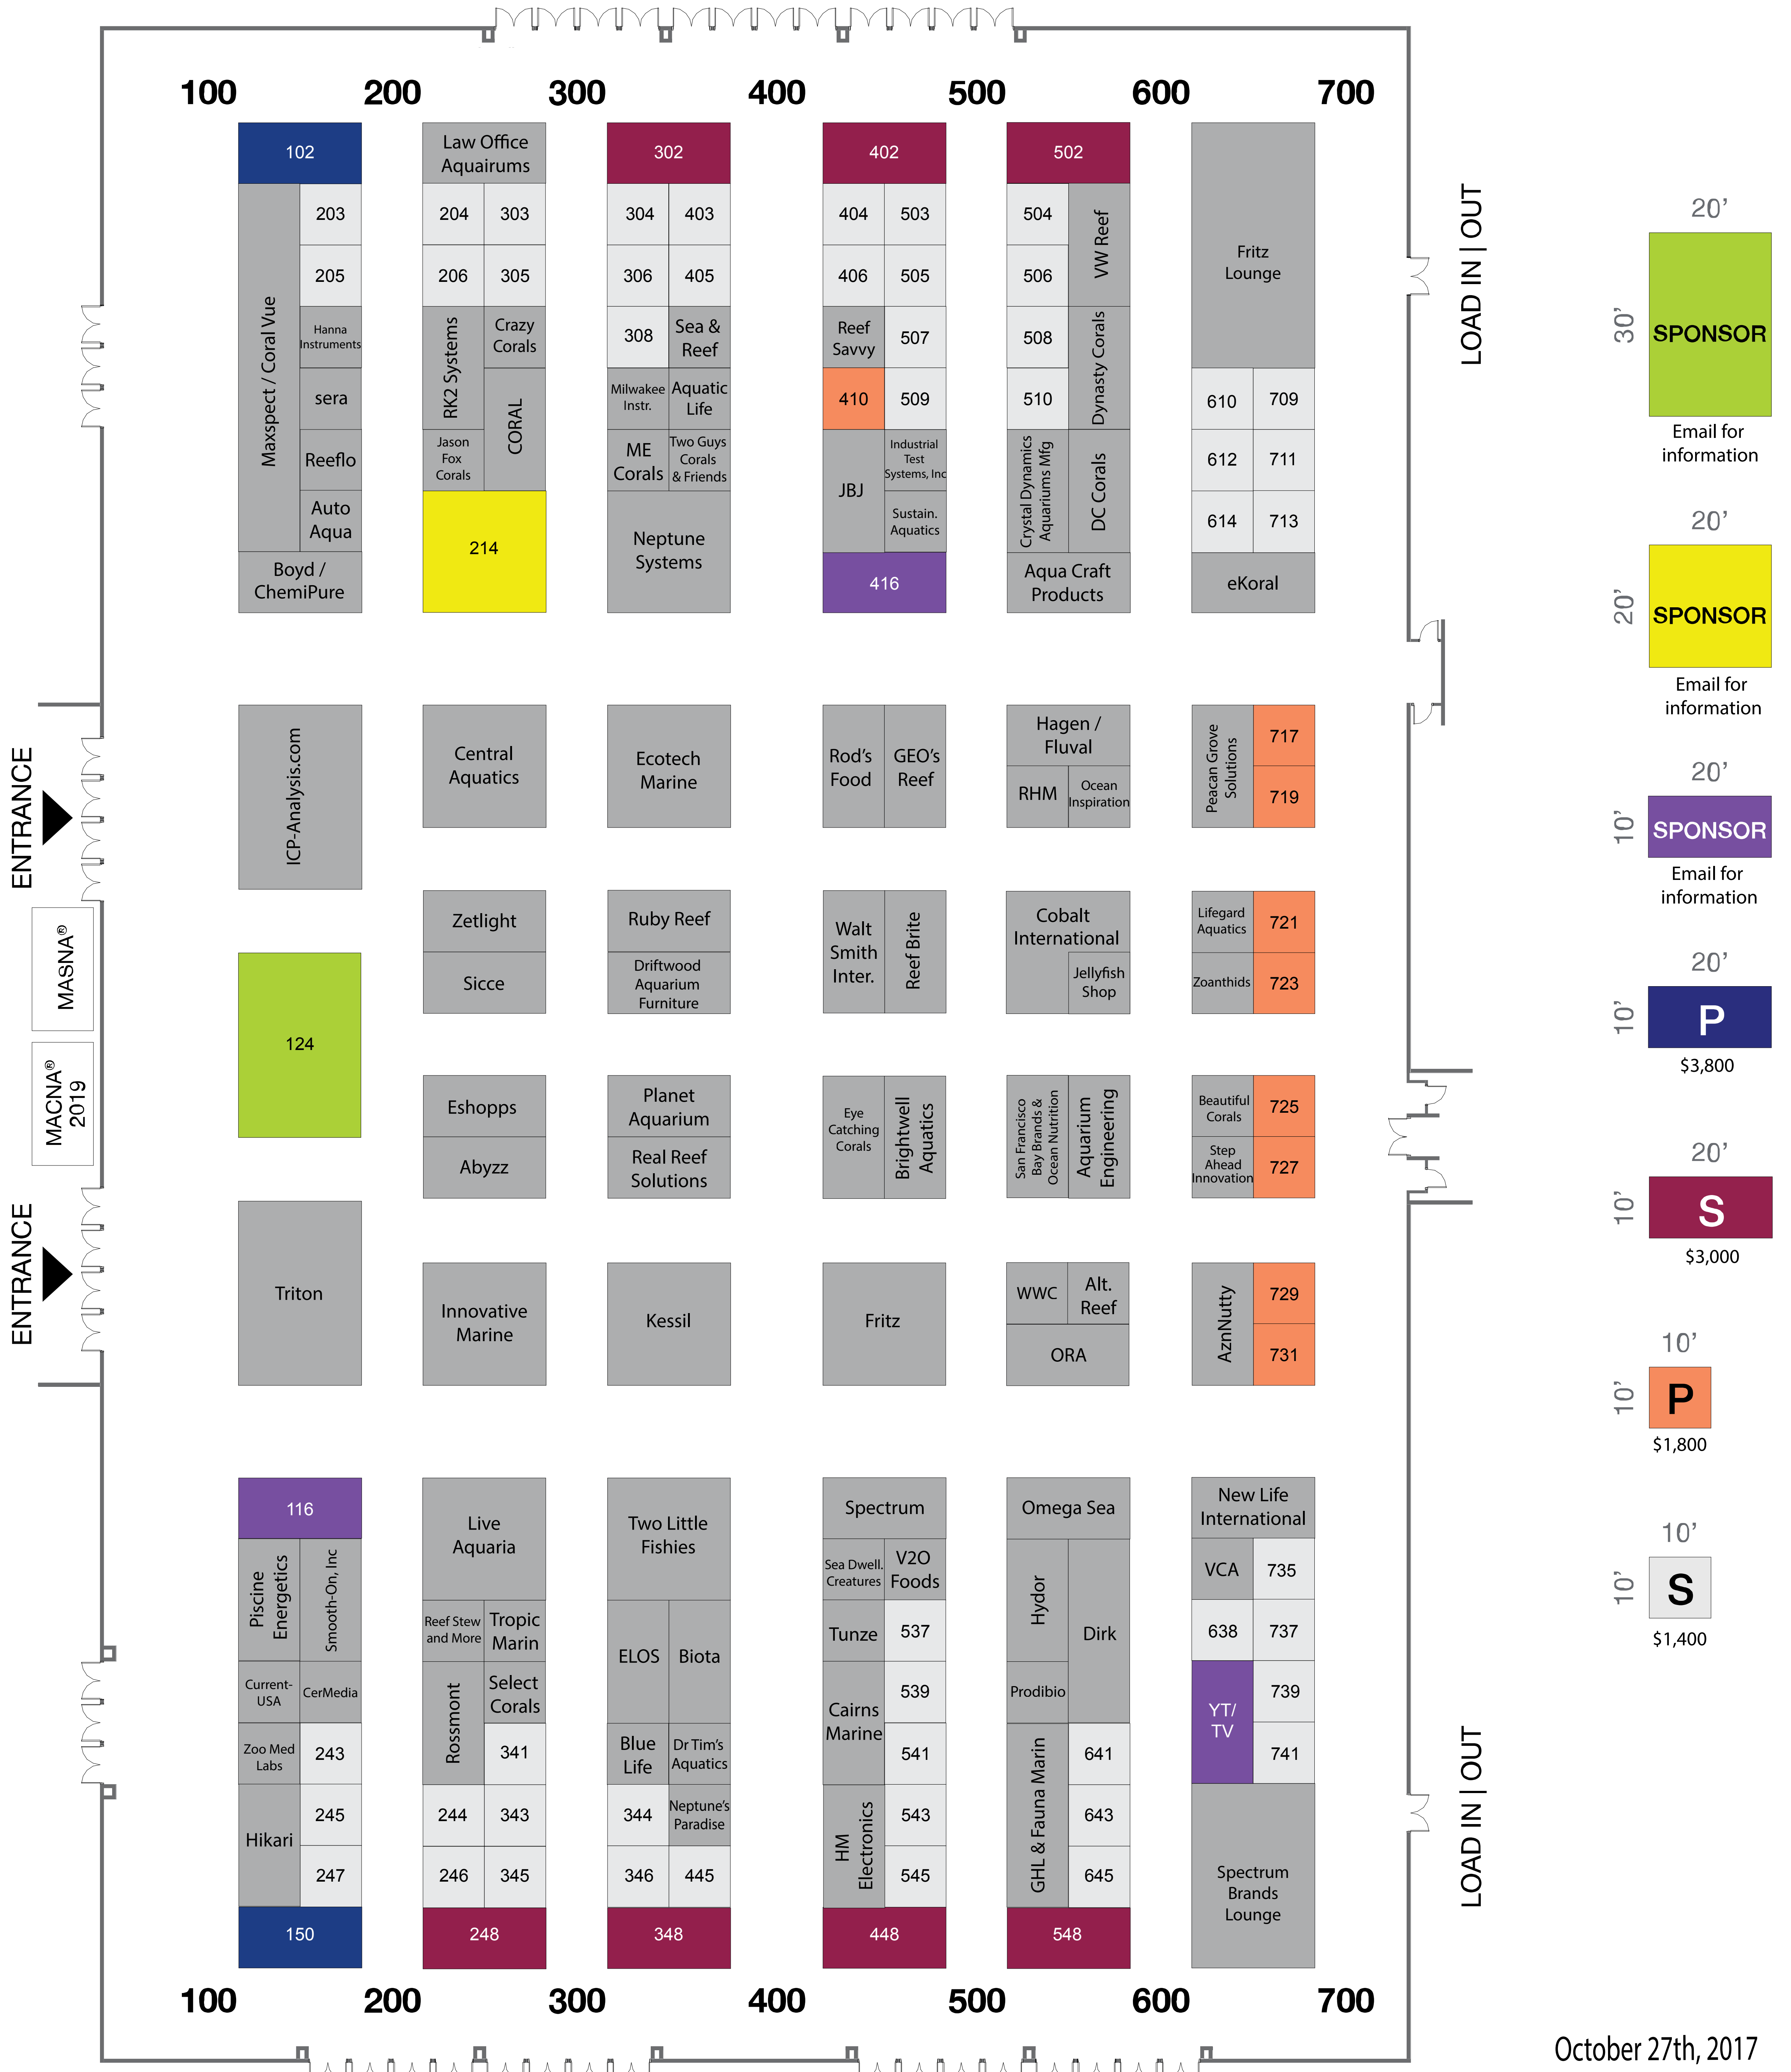 100 200 300 400 500 600 700
102
Law Office
Aquairums
302
402
502
Fritz
Lounge
Maxspect / Coral Vue
203
205
Hanna
Instruments
sera
Reeflo
Auto
Aqua
Boyd /
ChemiPure
204
303
206
305
RK2 Systems
Crazy
Corals
CORAL
Jason
Fox
Corals
214
304
403
306
405
308
Sea &
Reef
Milwakee
Instr.
Aquatic
Life
ME
Corals
Two Guys
Corals
& Friends
Neptune
Systems
404
503
406
505
Reef
Savvy
507
410
509
JBJ
Industrial
Test
Systems, Inc
Sustain.
Aquatics
416
504
VW Reef
506
508
Dynasty Corals
510
Crystal Dynamics
Aquariums Mfg
DC Corals
Aqua Craft
Products
610
709
612
711
614
713
eKoral
LOAD IN | OUT
ENTRANCE
MASNA®
MACNA®
2019
ENTRANCE
ICP-Analysis.com
Central
Aquatics
Ecotech
Marine
Rod's
Food
GEO's
Reef
Hagen /
Fluval
RHM
Ocean
Inspiration
Peacan Grove
Solutions
717
719
124
Zetlight
Sicce
Ruby Reef
Driftwood
Aquarium
Furniture
Walt
Smith
Inter.
Reef Brite
Cobalt
International
Jellyfish
Shop
Lifegard
Aquatics
721
Zoanthids
723
Eshopps
Abyzz
Planet
Aquarium
Real Reef
Solutions
Eye
Catching
Corals
Brightwell
Aquatics
San Francisco
Bay Brands &
Ocean Nutrition
Aquarium
Engineering
Beautiful
Corals
725
Step
Ahead
Innovation
727
Triton
Innovative
Marine
Kessil
Fritz
WWC
Alt.
Reef
ORA
AznNutty
729
731
116
Piscine
Energetics
Smooth-On, Inc
Current-
USA
CerMedia
Zoo Med
Labs
243
Hikari
245
247
150
Live
Aquaria
Reef Stew
and More
Tropic
Marin
Rossmont
Select
Corals
341
244
343
246
345
248
Two Little
Fishies
ELOS
Biota
Blue
Life
Dr Tim's
Aquatics
344
Neptune's
Paradise
346
445
348
Spectrum
Sea Dwell.
Creatures
V2O
Foods
Tunze
537
Cairns
Marine
539
541
HM
Electronics
543
545
448
Omega Sea
Hydor
Dirk
Prodibio
GHL & Fauna Marin
641
643
645
548
New Life
International
VCA
735
638
737
YT/
TV
739
741
Spectrum
Brands
Lounge
LOAD IN | OUT
100 200 300 400 500 600 700
20'
30'
SPONSOR
Email for
information
20'
20'
SPONSOR
Email for
information
20'
10'
SPONSOR
Email for
information
20'
10'
P
$3,800
20'
10'
S
$3,000
10'
10'
P
$1,800
10'
10'
S
$1,400
October 27th, 2017